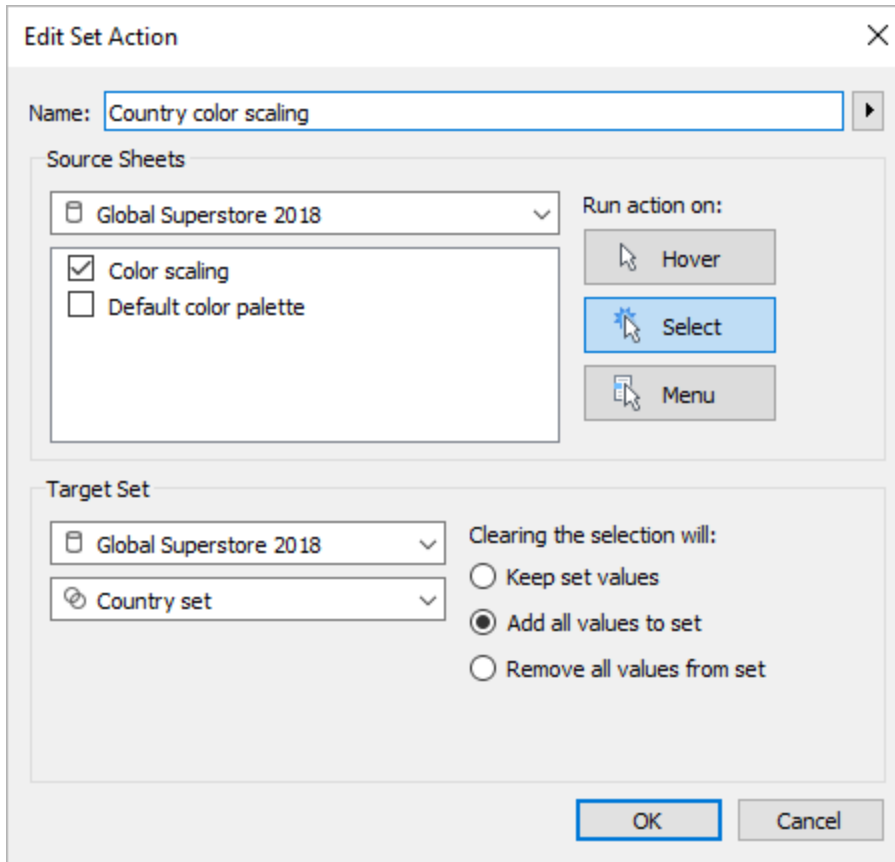 Edit Set Action
Name: Country color scaling
Source Sheets
Global Superstore 2018
Color scaling
Default color palette
Run action on:
Hover
Select
Menu
Target Set
Global Superstore 2018
Country set
Clearing the selection will:
Keep set values
Add all values to set
Remove all values from set
OK
Cancel